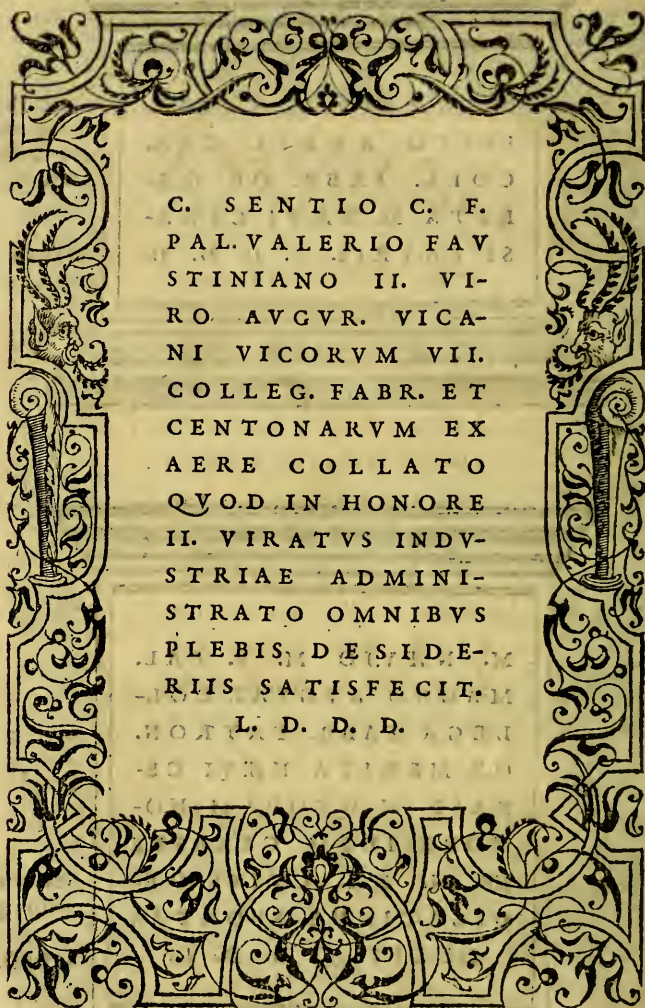 C. SENTIO C. F.
PAL. VALERIO FAV
STINIANO II. VI-
RO AVGVR. VICA-
NI VICORVM VII.
COLLEG. FABR. ET
CENTONARVM EX
AERE COLLATO
QVOD IN HONORE
II. VIRATVS INDV-
STRIAE ADMINI-
STRATO OMNIBVS
PLEBIS DESIDE-
RIIS SATISFECIT.
L. D. D. D.